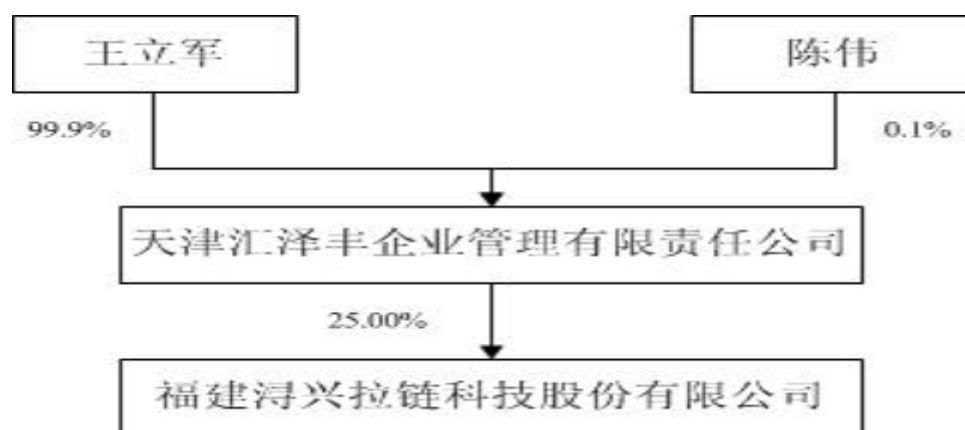 王立军
陈伟
99.9%
0.1%
天津汇泽丰企业管理有限责任公司
25.00%
福建浔兴拉链科技股份有限公司